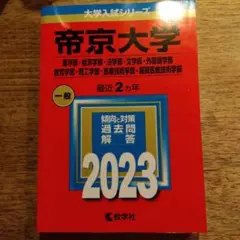 大学入試シリーズ
帝京大学
薬学部・経済学部・法学部・文学部・外国語学部
教育学部・理工学部・医療技術学部・福岡医療技術学部
一般
最近2カ年
傾向と対策
過去問
解答
2023
教学社